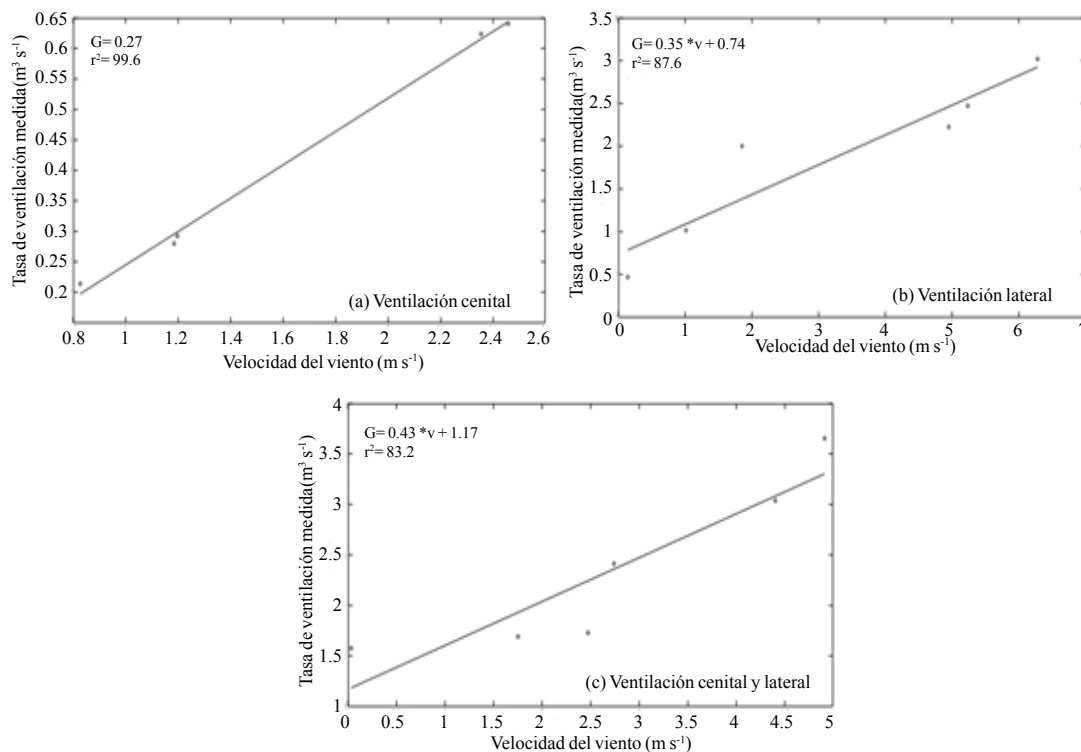 G= 0.27
r²= 99.6
Tasa de ventilación medida(m³ s⁻¹)
0.65
0.6
0.55
0.5
0.45
0.4
0.35
0.3
0.25
0.2
(a) Ventilación cenital
0.8 1 1.2 1.4 1.6 1.8 2 2.2 2.4 2.6
Velocidad del viento (m s⁻¹)
G= 0.35 *v + 0.74
r²= 87.6
Tasa de ventilación medida(m³ s⁻¹)
3.5
3
2.5
2
1.5
1
0.5
0
(b) Ventilación lateral
0 1 2 3 4 5 6 7
Velocidad del viento (m s⁻¹)
G= 0.43 *v + 1.17
r²= 83.2
Tasa de ventilación medida(m³ s⁻¹)
4
3.5
3
2.5
2
1.5
1
(c) Ventilación cenital y lateral
0 0.5 1 1.5 2 2.5 3 3.5 4 4.5 5
Velocidad del viento (m s⁻¹)